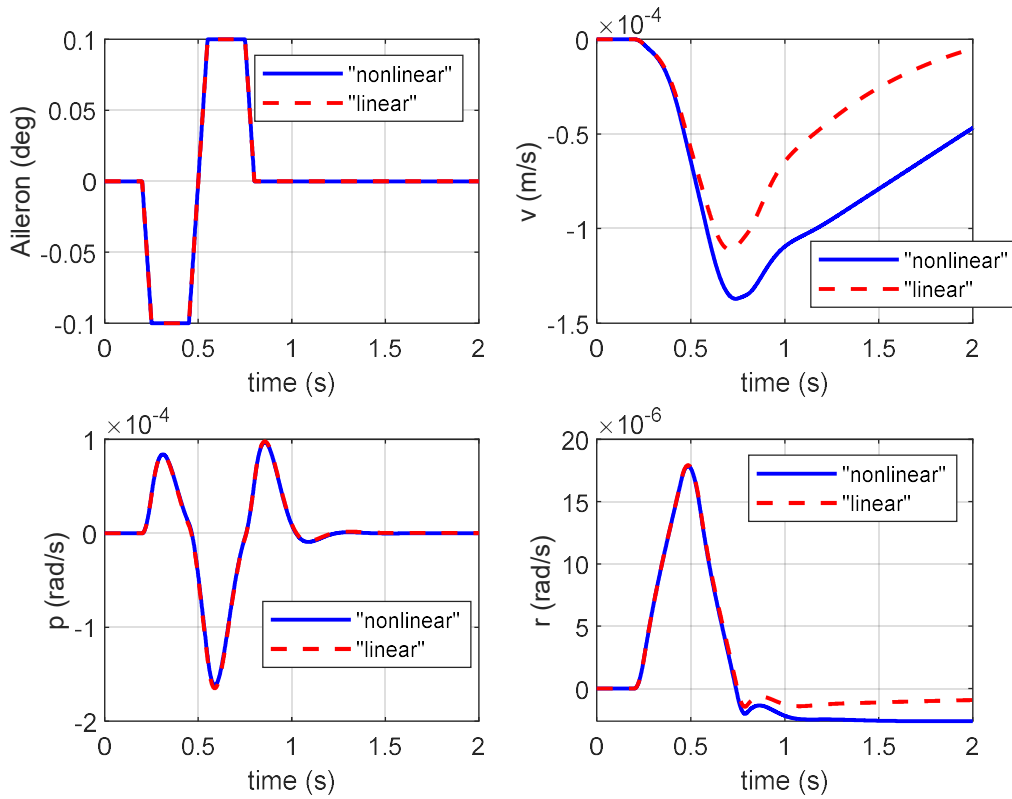 0.1
0.05
0
-0.05
-0.1
Aileron (deg)
"nonlinear"
"linear"
0
0.5
1
1.5
2
time (s)
×10⁻⁴
0
-0.5
-1
-1.5
v (m/s)
"nonlinear"
"linear"
0
0.5
1
1.5
2
time (s)
×10⁻⁴
1
0
-1
-2
p (rad/s)
"nonlinear"
"linear"
0
0.5
1
1.5
2
time (s)
×10⁻⁶
20
15
10
5
0
r (rad/s)
"nonlinear"
"linear"
0
0.5
1
1.5
2
time (s)